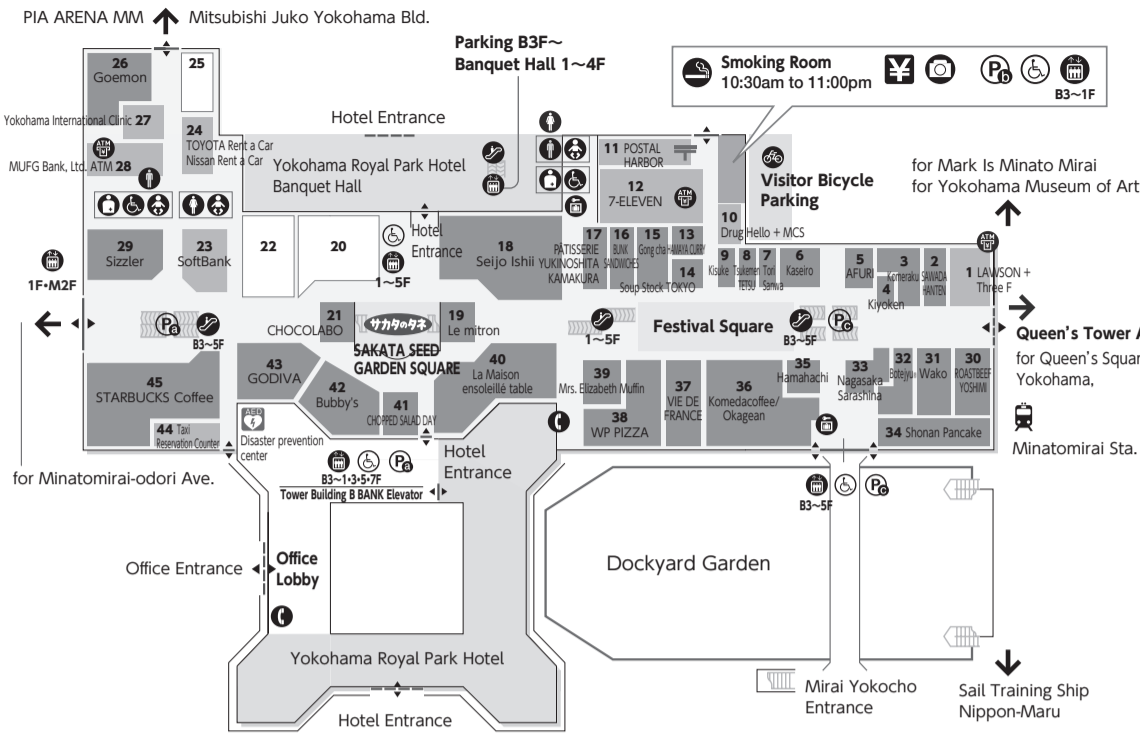 PIA ARENA MM
Mitsubishi Juko Yokohama Bld.
Parking B3F~
Banquet Hall 1~4F
Smoking Room
10:30am to 11:00pm
¥
Pb
B3~1F
26
Goemon
25
Yokohama International Clinic
27
24
TOYOTA Rent a Car
Nissan Rent a Car
ATM
MUFG Bank, Ltd. ATM 28
Hotel Entrance
Yokohama Royal Park Hotel
Banquet Hall
11 POSTAL
HARBOR
12
7-ELEVEN
ATM
Visitor Bicycle
Parking
for Mark Is Minato Mirai
for Yokohama Museum of Art
10
Drug Hello + MCS
29
Sizzler
23
SoftBank
22
20
Hotel
Entrance
1~5F
18
Seijo Ishii
17
PÂTISSERIE
YUKINOSHITA
KAMAKURA
16
BUNK
SANDWICHES
15
Gong cha
13
HAMAYA CURRY
14
Soup Stock TOKYO
9
Kisuke
8
Tsukemen
TETSU
7
Tori
Sanwa
6
Kaseiro
5
AFURI
3
Komeraku
4
Kiyoken
2
SAWADA
HANTEN
ATM
1 LAWSON +
Three F
1F•M2F
Pa
B3~5F
21
CHOCOLABO
サカタのタネ
SAKATA SEED
GARDEN SQUARE
19
Le mitron
1~5F
Festival Square
B3~5F
Pc
Queen's Tower A
for Queen's Squar
Yokohama,
Minatomirai Sta.
45
STARBUCKS Coffee
44 Taxi
Reservation Counter
43
GODIVA
42
Bubby's
41
CHOPPED SALAD DAY
40
La Maison
ensoleillé table
39
Mrs. Elizabeth Muffin
38
WP PIZZA
37
VIE DE
FRANCE
36
Komedacoffee/
Okagean
35
Hamahachi
33
Nagasaka
Sarashina
32
Botejyu
31
Wako
30
ROASTBEEF
YOSHIMI
34 Shonan Pancake
for Minatomirai-odori Ave.
AED
Disaster prevention
center
Pa
B3~1•3•5•7F
Tower Building B BANK Elevator
Hotel
Entrance
B3~5F
Pc
Office Entrance
Office
Lobby
Dockyard Garden
Yokohama Royal Park Hotel
Hotel Entrance
Mirai Yokocho
Entrance
Sail Training Ship
Nippon-Maru